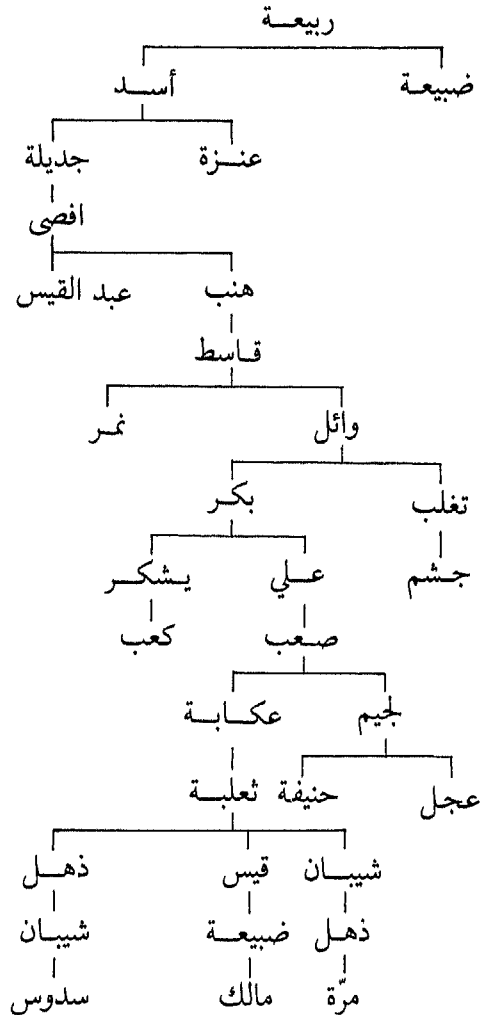 ربيعة
ضبيعة أسد
عنزة جديلة
افصى
هنب عبد القيس
قاسط
وائل نمر
تغلب بكر
جشم علي يشكر
صعب كعب
لجيم عكابة
عجل حنيفة ثعلبة
شيبان قيس ذهل
ذهل ضبيعة شيبان
مرّة مالك سدوس